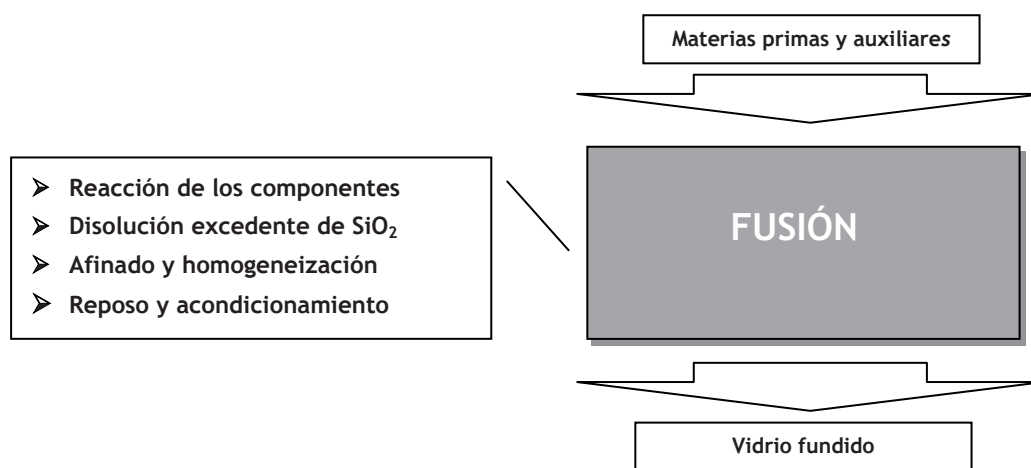 Materias primas y auxiliares
➢ Reacción de los componentes
➢ Disolución excedente de SiO₂
➢ Afinado y homogeneización
➢ Reposo y acondicionamiento
FUSIÓN
Vidrio fundido